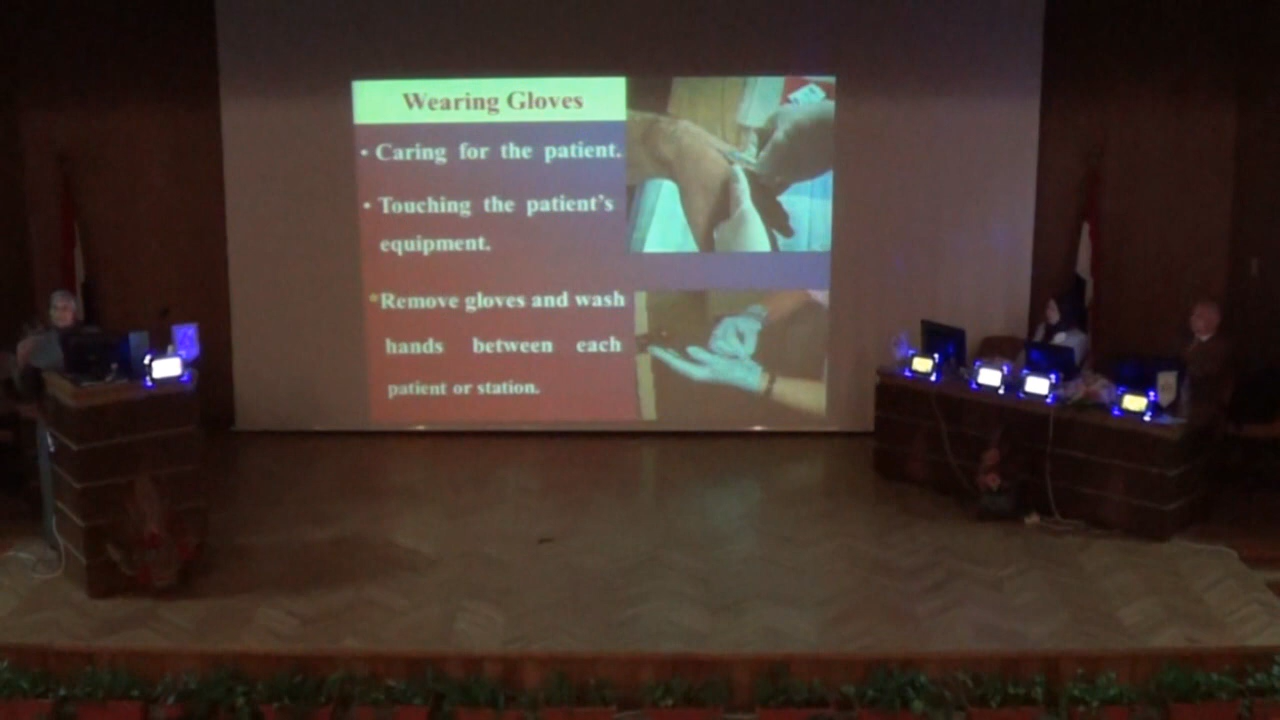 Wearing Gloves
• Caring for the patient.
• Touching the patient's
equipment.
•Remove gloves and wash
hands between each
patient or station.